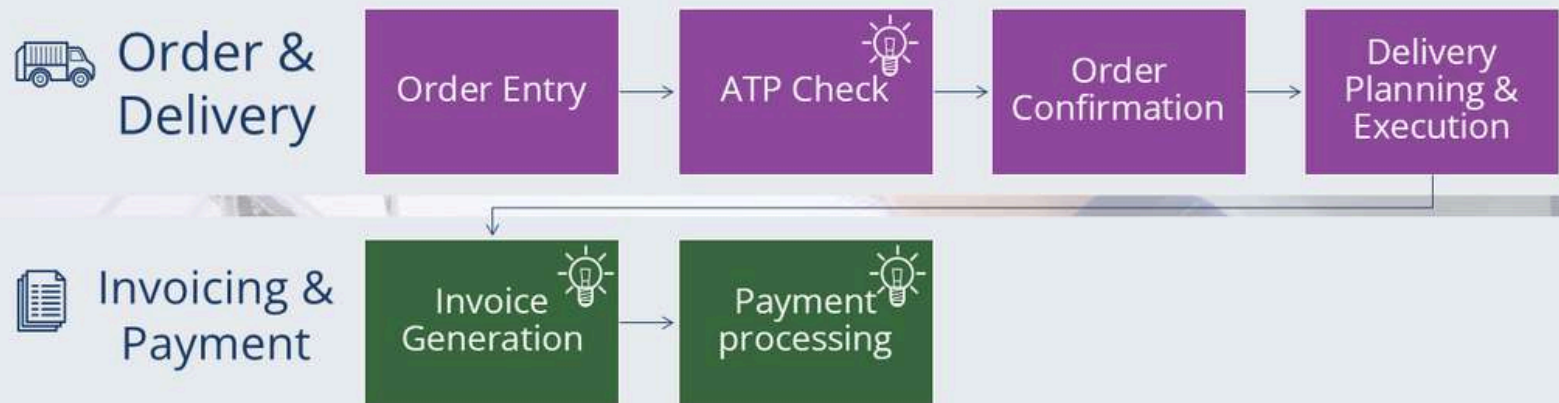 Order &
Delivery
Order Entry
ATP Check
Order
Confirmation
Delivery
Planning &
Execution
Invoicing &
Payment
Invoice
Generation
Payment
processing